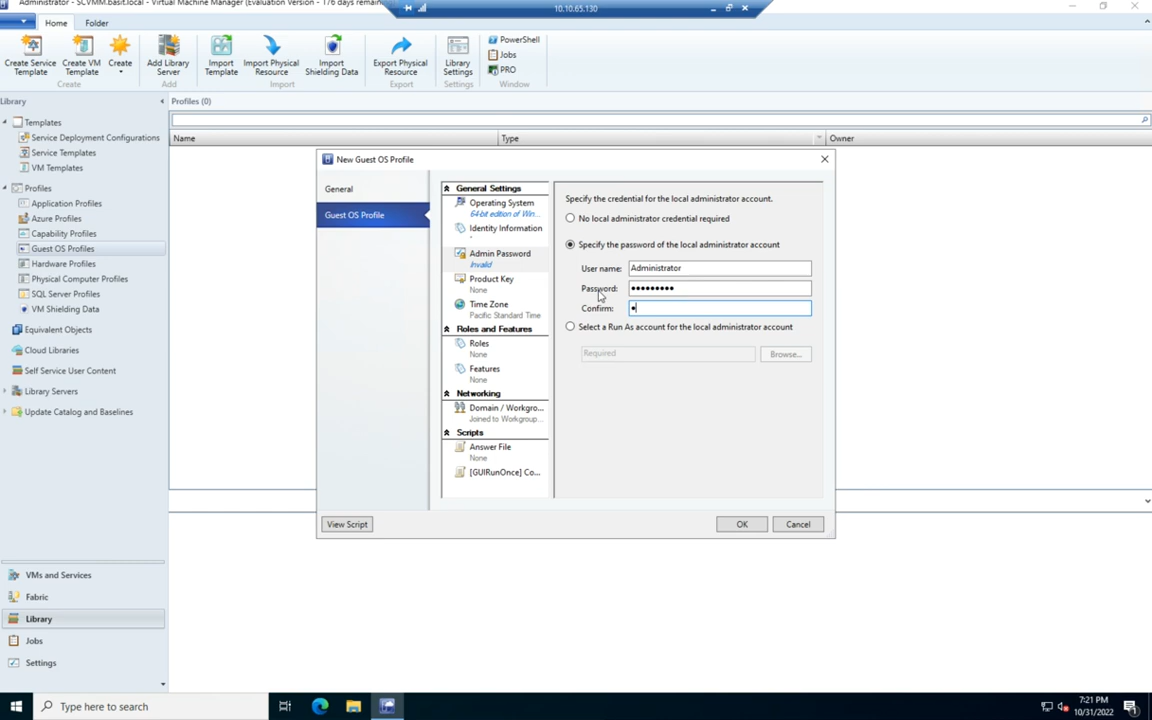 Administrator - SCVMM.basit.local - Virtual Machine Manager (Evaluation Version - 176 days remain
10.10.65.130
Home
Folder
Create Service Template
Create VM Template
Create
Add Library Server
Import Template
Import Physical Resource
Import Shielding Data
Export Physical Resource
Library Settings
PowerShell
Jobs
PRO
Create
Add
Import
Export
Settings
Window
Library
Profiles (0)
Name
Type
Owner
Templates
Service Deployment Configurations
Service Templates
VM Templates
Profiles
Application Profiles
Azure Profiles
Capability Profiles
Guest OS Profiles
Hardware Profiles
Physical Computer Profiles
SQL Server Profiles
VM Shielding Data
Equivalent Objects
Cloud Libraries
Self Service User Content
Library Servers
Update Catalog and Baselines
VMs and Services
Fabric
Library
Jobs
Settings
New Guest OS Profile
General
Guest OS Profile
General Settings
Operating System
64-bit edition of Win...
Identity Information
*
Admin Password
Invalid
Product Key
None
Time Zone
Pacific Standard Time
Roles and Features
Roles
None
Features
None
Networking
Domain / Workgro...
Joined to Workgroup...
Scripts
Answer File
None
[GUIRunOnce] Co...
Specify the credential for the local administrator account.
No local administrator credential required
Specify the password of the local administrator account
User name: Administrator
Password: •••••••••
Confirm: •
Select a Run As account for the local administrator account
Required
Browse...
View Script
OK
Cancel
Type here to search
7:21 PM
10/31/2022